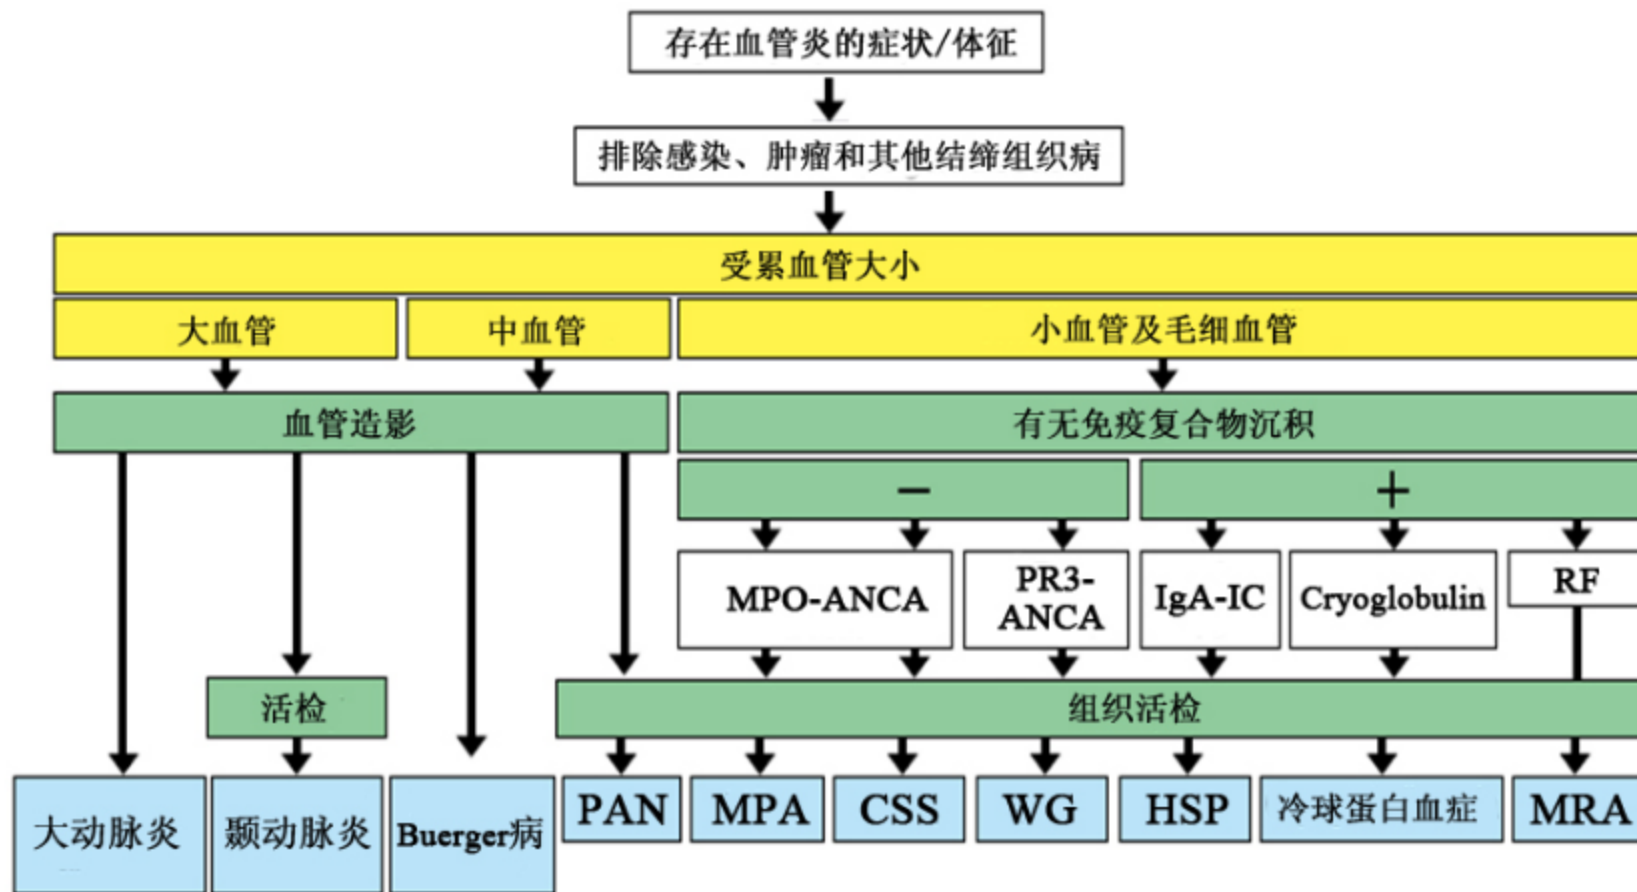 存在血管炎的症状/体征
排除感染、肿瘤和其他结缔组织病
受累血管大小
大血管
中血管
小血管及毛细血管
血管造影
有无免疫复合物沉积
−
+
MPO-ANCA
PR3-
ANCA
IgA-IC
Cryoglobulin
RF
活检
组织活检
大动脉炎
颞动脉炎
Buerger病
PAN
MPA
CSS
WG
HSP
冷球蛋白血症
MRA